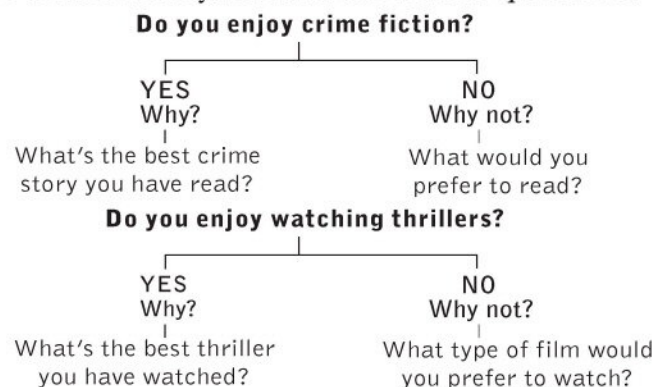 Do you enjoy crime fiction?
YES NO
Why? Why not?
What's the best crime What would you
story you have read? prefer to read?
Do you enjoy watching thrillers?
YES NO
Why? Why not?
What's the best thriller What type of film would
you have watched? you prefer to watch?